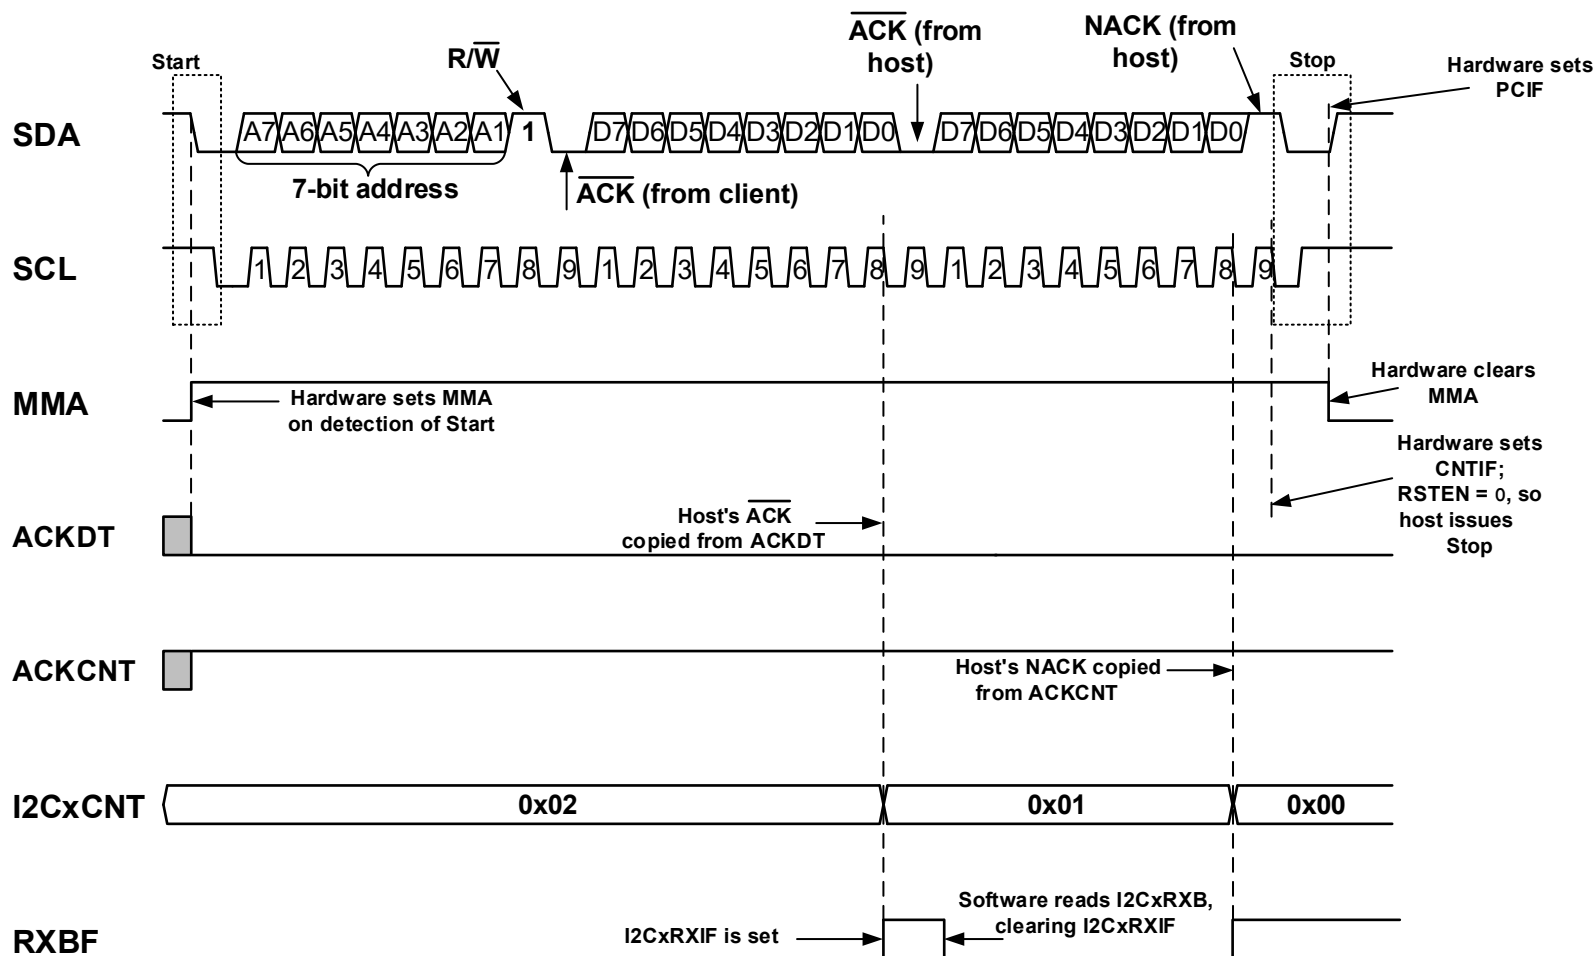 Start
R/W̅
A̅C̅K̅ (from
host)
NACK (from
host)
Stop
Hardware sets
PCIF
SDA
A7 A6 A5 A4 A3 A2 A1 1 D7 D6 D5 D4 D3 D2 D1 D0 D7 D6 D5 D4 D3 D2 D1 D0
7-bit address
A̅C̅K̅ (from client)
SCL
1 2 3 4 5 6 7 8 9 1 2 3 4 5 6 7 8 9 1 2 3 4 5 6 7 8 9
MMA
Hardware sets MMA
on detection of Start
Hardware clears
MMA
Hardware sets
CNTIF;
RSTEN = 0, so
host issues
Stop
ACKDT
Host's A̅C̅K̅
copied from ACKDT
ACKCNT
Host's NACK copied
from ACKCNT
I2CxCNT
0x02 0x01 0x00
RXBF
I2CxRXIF is set
Software reads I2CxRXB,
clearing I2CxRXIF